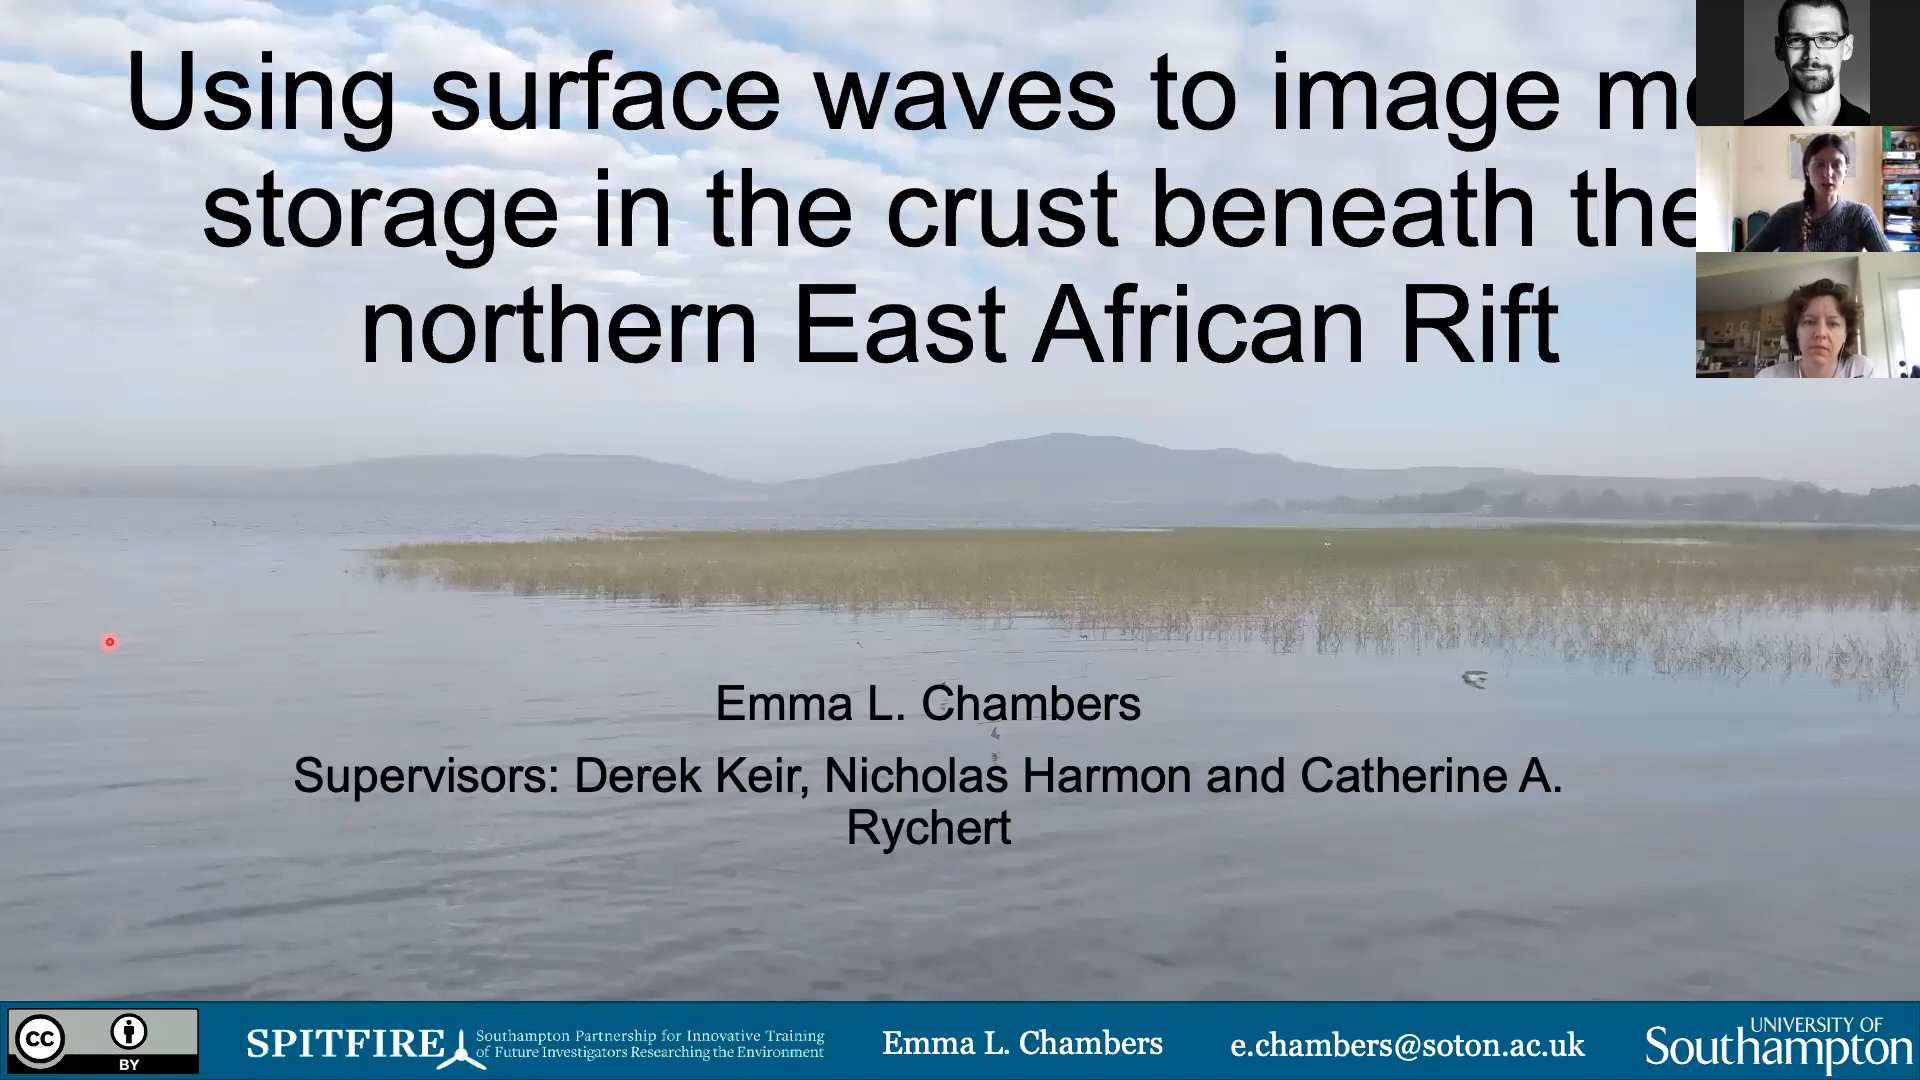 Using surface waves to image
storage in the crust beneath the
northern East African Rift
Emma L. Chambers
Supervisors: Derek Keir, Nicholas Harmon and Catherine A.
Rychert
CC BY
SPITFIRE Southampton Partnership for Innovative Training
of Future Investigators Researching the Environment
Emma L. Chambers
e.chambers@soton.ac.uk
UNIVERSITY OF
Southampton